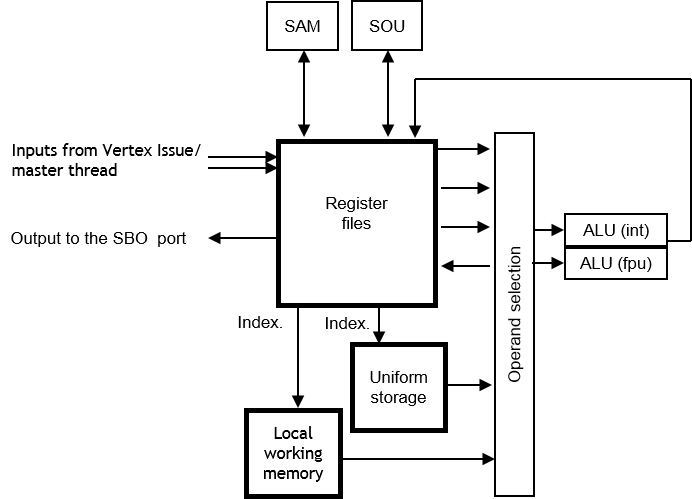 SAM
SOU
Inputs from Vertex Issue/
master thread
Register
files
Output to the SBO port
ALU (int)
ALU (fpu)
Operand selection
Index.
Index.
Uniform
storage
Local
working
memory